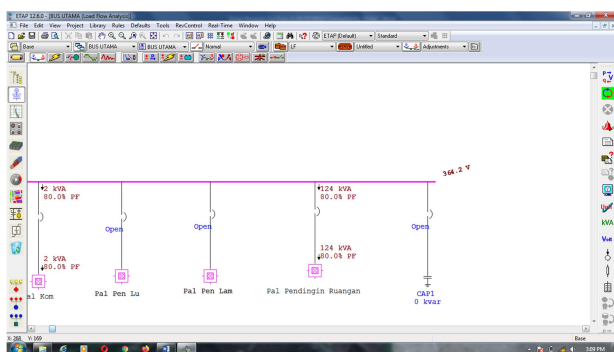 ETAP 12.6.0 - [BUS UTAMA (Load Flow Analysis)]
File Edit View Project Library Rules Defaults Tools RevControl Real-Time Window Help
ETAP (Default) Standard
Base BUS UTAMA BUS UTAMA Normal LF Untitled Adjustments
364.2 V
2 kVA
80.0% PF
124 kVA
80.0% PF
Open
Open
Open
2 kVA
80.0% PF
124 kVA
80.0% PF
al Kom
Pal Pen Lu
Pal Pen Lam
Pal Pendingin Ruangan
CAP1
0 kvar
kVA
X: 268 Y: 169
Base
3:09 PM